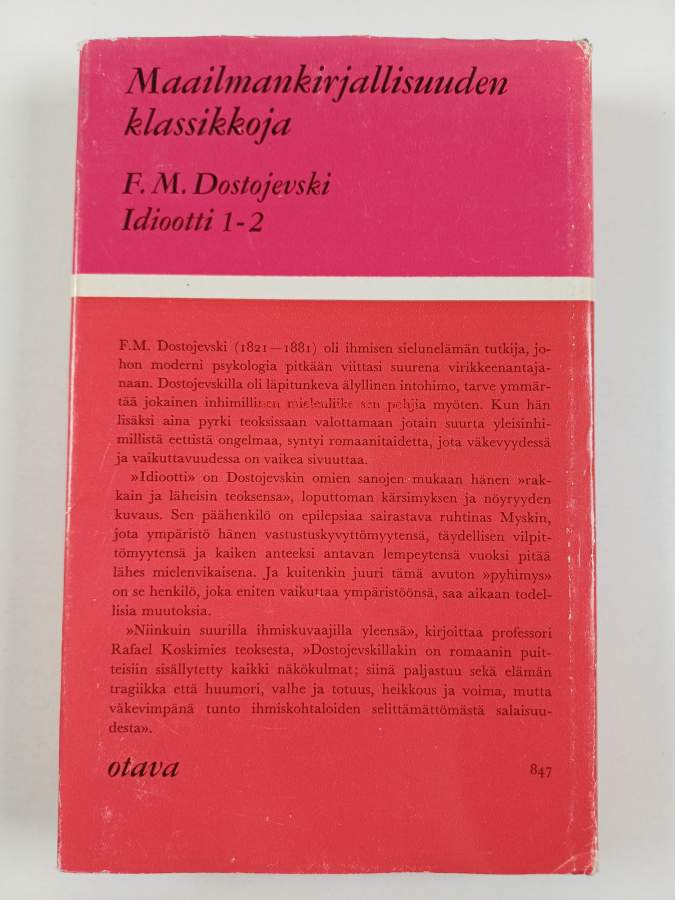 Maailmankirjallisuuden
klassikkoja
F. M. Dostojevski
Idiootti 1-2
F.M. Dostojevski (1821—1881) oli ihmisen sielunelämän tutkija, jo-
hon moderni psykologia pitkään viittasi suurena virikkeenantaja-
naan. Dostojevskilla oli läpitunkeva älyllinen intohimo, tarve ymmär-
tää jokainen inhimillinen mielenliike sen pohjia myöten. Kun hän
lisäksi aina pyrki teoksissaan valottamaan jotain suurta yleisinhi-
millistä eettistä ongelmaa, syntyi romaanitaidetta, jota väkevyydessä
ja vaikuttavuudessa on vaikea sivuuttaa.
»Idiootti» on Dostojevskin omien sanojen mukaan hänen »rak-
kain ja läheisin teoksensa», loputtoman kärsimyksen ja nöyryyden
kuvaus. Sen päähenkilö on epilepsiaa sairastava ruhtinas Myskin,
jota ympäristö hänen vastustuskyvyttömyytensä, täydellisen vilpit-
tömyytensä ja kaiken anteeksi antavan lempeytensä vuoksi pitää
lähes mielenvikaisena. Ja kuitenkin juuri tämä avuton »pyhimys»
on se henkilö, joka eniten vaikuttaa ympäristöönsä, saa aikaan todel-
lisia muutoksia.
»Niinkuin suurilla ihmiskuvaajilla yleensä», kirjoittaa professori
Rafael Koskimies teoksesta, »Dostojevskillakin on romaanin puit-
teisiin sisällytetty kaikki näkökulmat; siinä paljastuu sekä elämän
tragiikka että huumori, valhe ja totuus, heikkous ja voima, mutta
väkevimpänä tunto ihmiskohtaloiden selittämättömästä salaisuu-
desta».
otava
847